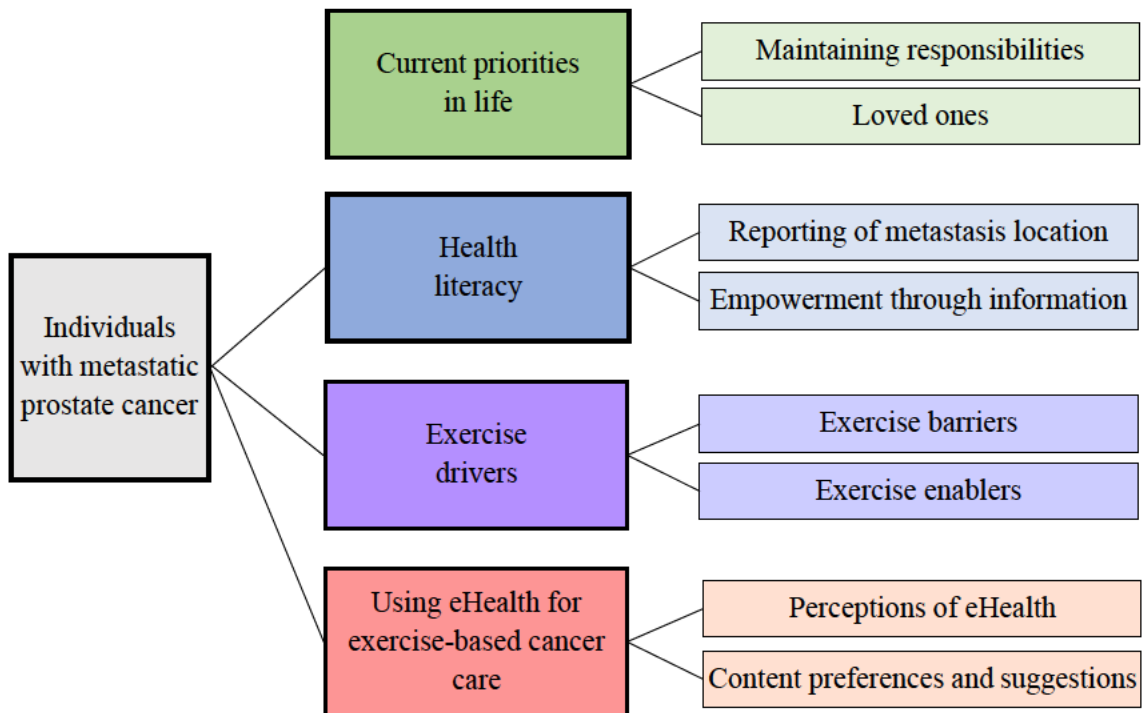 Individuals
with metastatic
prostate cancer
Current priorities
in life
Maintaining responsibilities
Loved ones
Health
literacy
Reporting of metastasis location
Empowerment through information
Exercise
drivers
Exercise barriers
Exercise enablers
Using eHealth for
exercise-based cancer
care
Perceptions of eHealth
Content preferences and suggestions